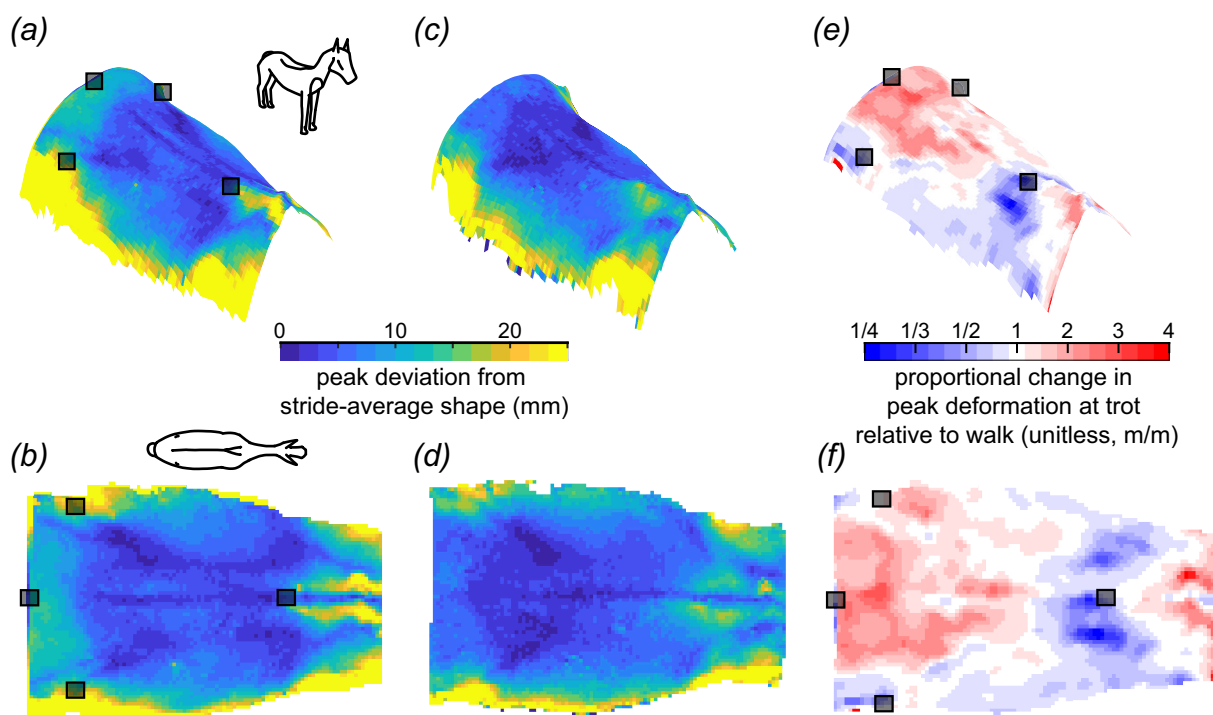 (a)
(c)
(e)
0 10 20
peak deviation from
stride-average shape (mm)
1/4 1/3 1/2 1 2 3 4
proportional change in
peak deformation at trot
relative to walk (unitless, m/m)
(b)
(d)
(f)